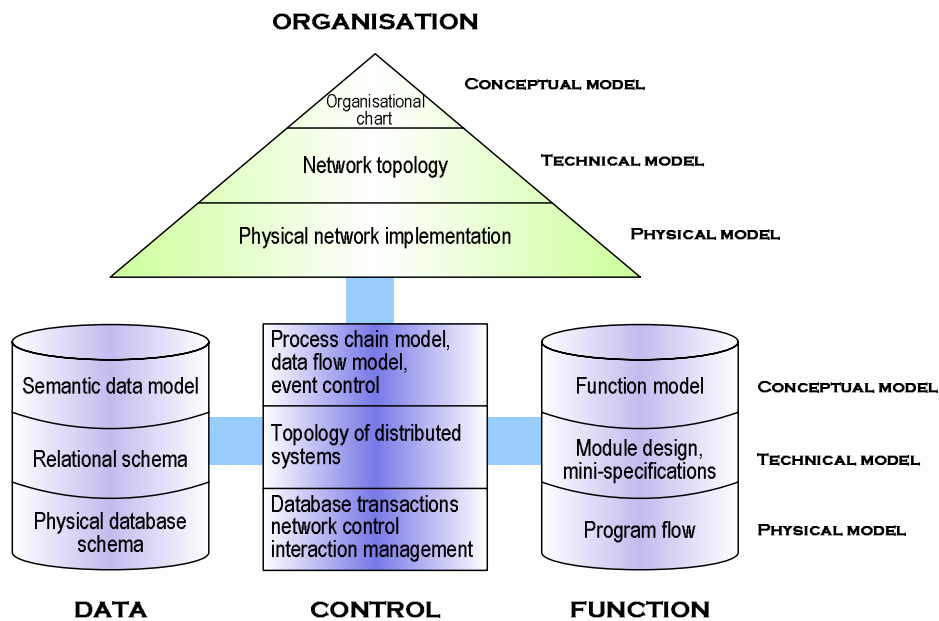 ORGANISATION
CONCEPTUAL MODEL
Organisational
chart
Network topology
TECHNICAL MODEL
Physical network implementation
PHYSICAL MODEL
Semantic data model
Relational schema
Physical database
schema
DATA
Process chain model,
data flow model,
event control
Topology of distributed
systems
Database transactions
network control
interaction management
CONTROL
Function model
CONCEPTUAL MODEL
Module design,
mini-specifications
TECHNICAL MODEL
Program flow
PHYSICAL MODEL
FUNCTION